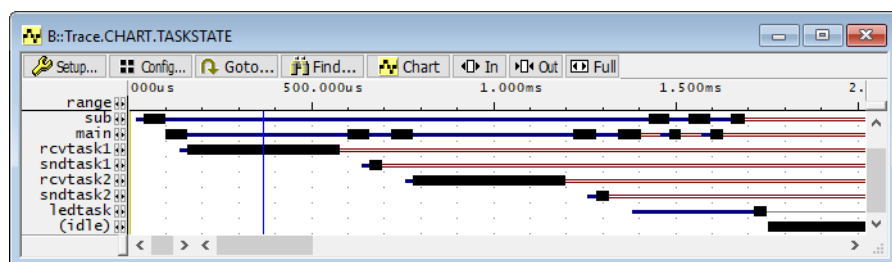 B::Trace.CHART.TASKSTATE
Setup... Config... Goto... Find... Chart In Out Full
000us 500.000us 1.000ms 1.500ms 2.
range
sub
main
rcvtask1
sndtask1
rcvtask2
sndtask2
ledtask
(idle)